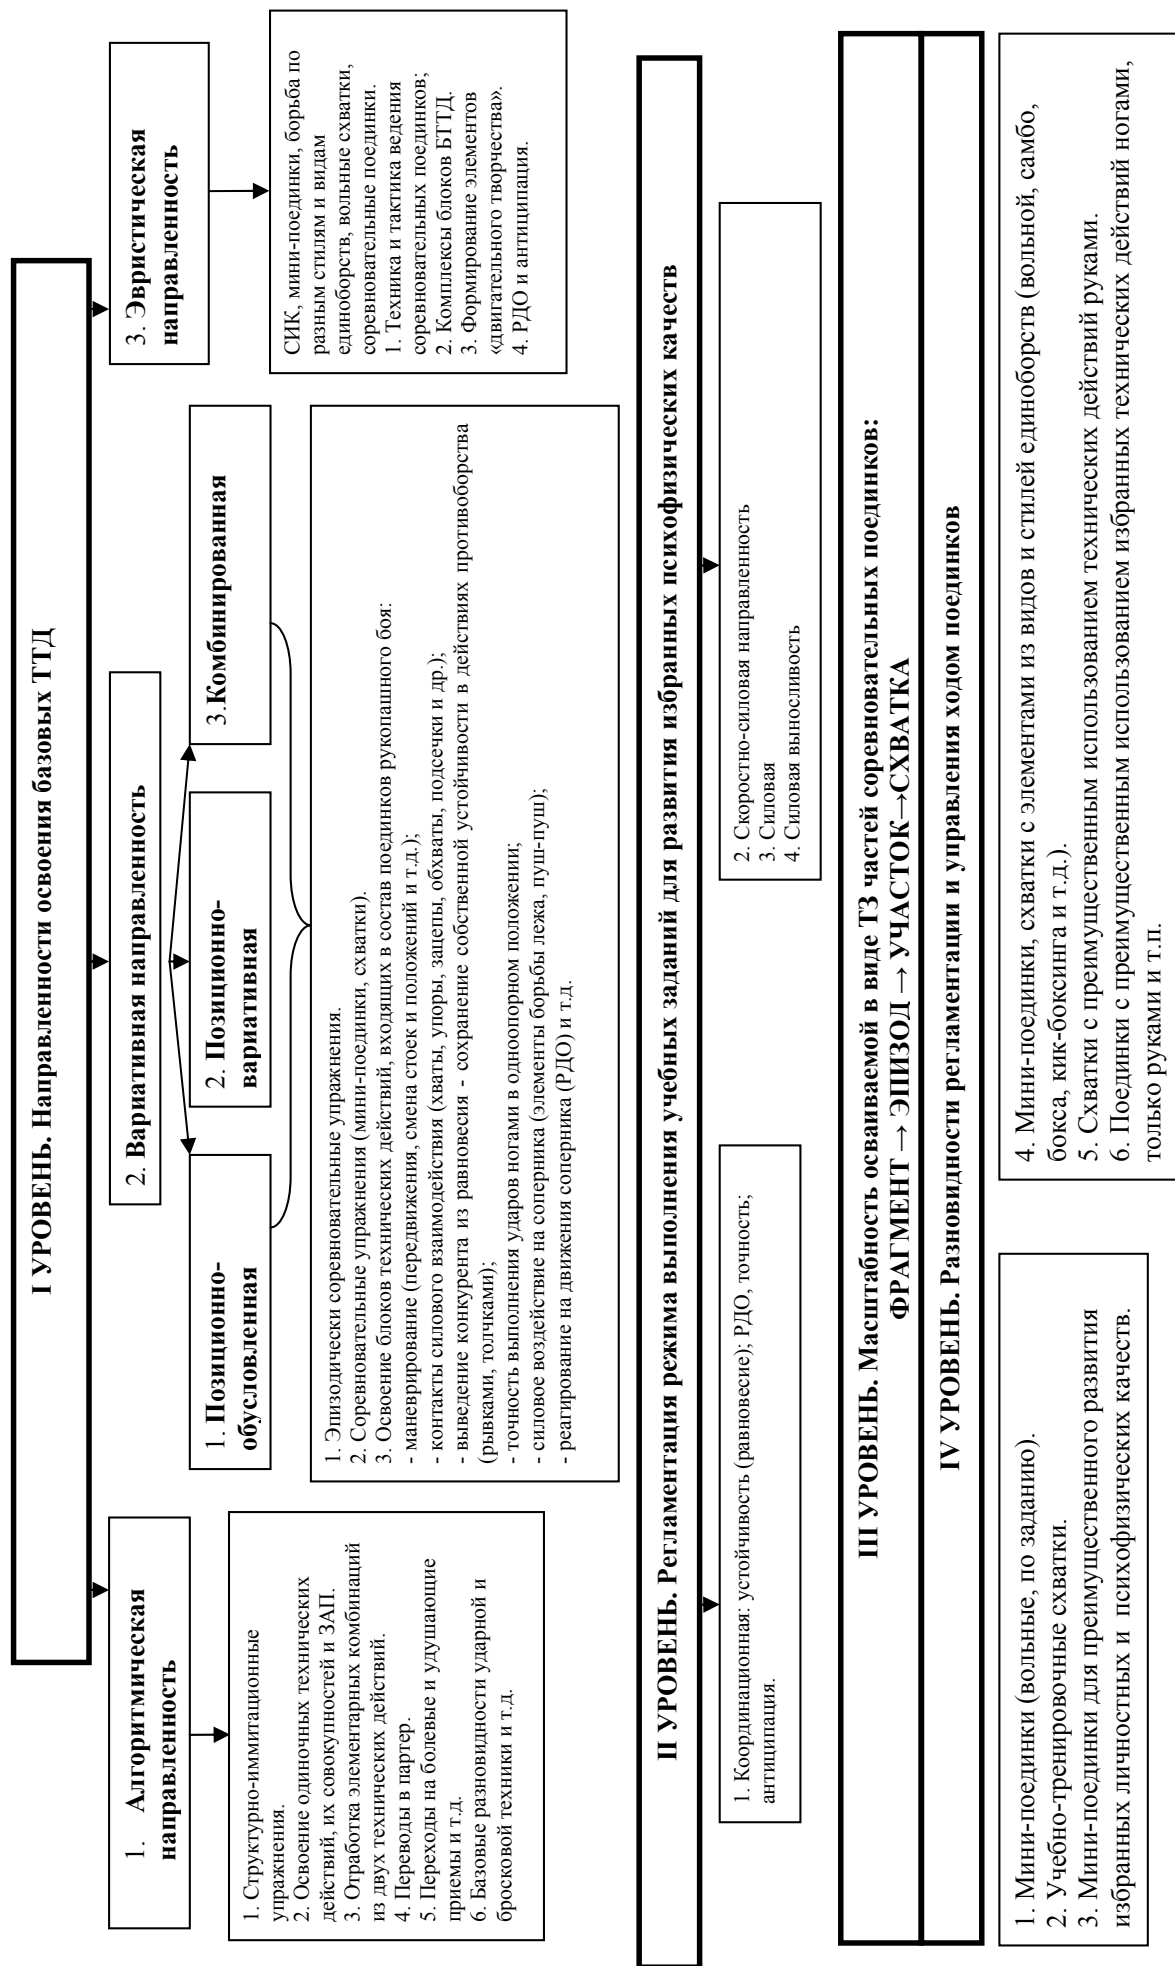 I УРОВЕНЬ. Направленности освоения базовых ТТД
1. Алгоритмическая
направленность
2. Вариативная направленность
3. Эвристическая
направленность
1. Позиционно-
обусловленная
2. Позиционно-
вариативная
3.Комбинированная
1. Структурно-иммитационные
упражнения.
2. Освоение одиночных технических
действий, их совокупностей и ЗАП.
3. Отработка элементарных комбинаций
из двух технических действий.
4. Переводы в партер.
5. Переходы на болевые и удушающие
приемы и т.д.
6. Базовые разновидности ударной и
бросковой техники и т.д.
1. Эпизодически соревновательные упражнения.
2. Соревновательные упражнения (мини-поединки, схватки).
3. Освоение блоков технических действий, входящих в состав поединков рукопашного боя:
- маневрирование (передвижения, смена стоек и положений и т.д.);
- контакты силового взаимодействия (хваты, упоры, зацепы, обхваты, подсечки и др.);
- выведение конкурента из равновесия - сохранение собственной устойчивости в действиях противоборства
(рывками, толчками);
- точность выполнения ударов ногами в одноопорном положении;
- силовое воздействие на соперника (элементы борьбы лежа, пуш-пуш);
- реагирование на движения соперника (РДО) и т.д.
СИК, мини-поединки, борьба по
разным стилям и видам
единоборств, вольные схватки,
соревновательные поединки.
1. Техника и тактика ведения
соревновательных поединков;
2. Комплексы блоков БТТД.
3. Формирование элементов
«двигательного творчества».
4. РДО и антиципация.
II УРОВЕНЬ. Регламентация режима выполнения учебных заданий для развития избранных психофизических качеств
1. Координационная: устойчивость (равновесие); РДО, точность;
антиципация.
2. Скоростно-силовая направленность
3. Силовая
4. Силовая выносливость
III УРОВЕНЬ. Масштабность осваиваемой в виде ТЗ частей соревновательных поединков:
ФРАГМЕНТ → ЭПИЗОД → УЧАСТОК→СХВАТКА
IV УРОВЕНЬ. Разновидности регламентации и управления ходом поединков
1. Мини-поединки (вольные, по заданию).
2. Учебно-тренировочные схватки.
3. Мини-поединки для преимущественного развития
избранных личностных и психофизических качеств.
4. Мини-поединки, схватки с элементами из видов и стилей единоборств (вольной, самбо,
бокса, кик-боксинга и т.д.).
5. Схватки с преимущественным использованием технических действий руками.
6. Поединки с преимущественным использованием избранных технических действий ногами,
только руками и т.п.